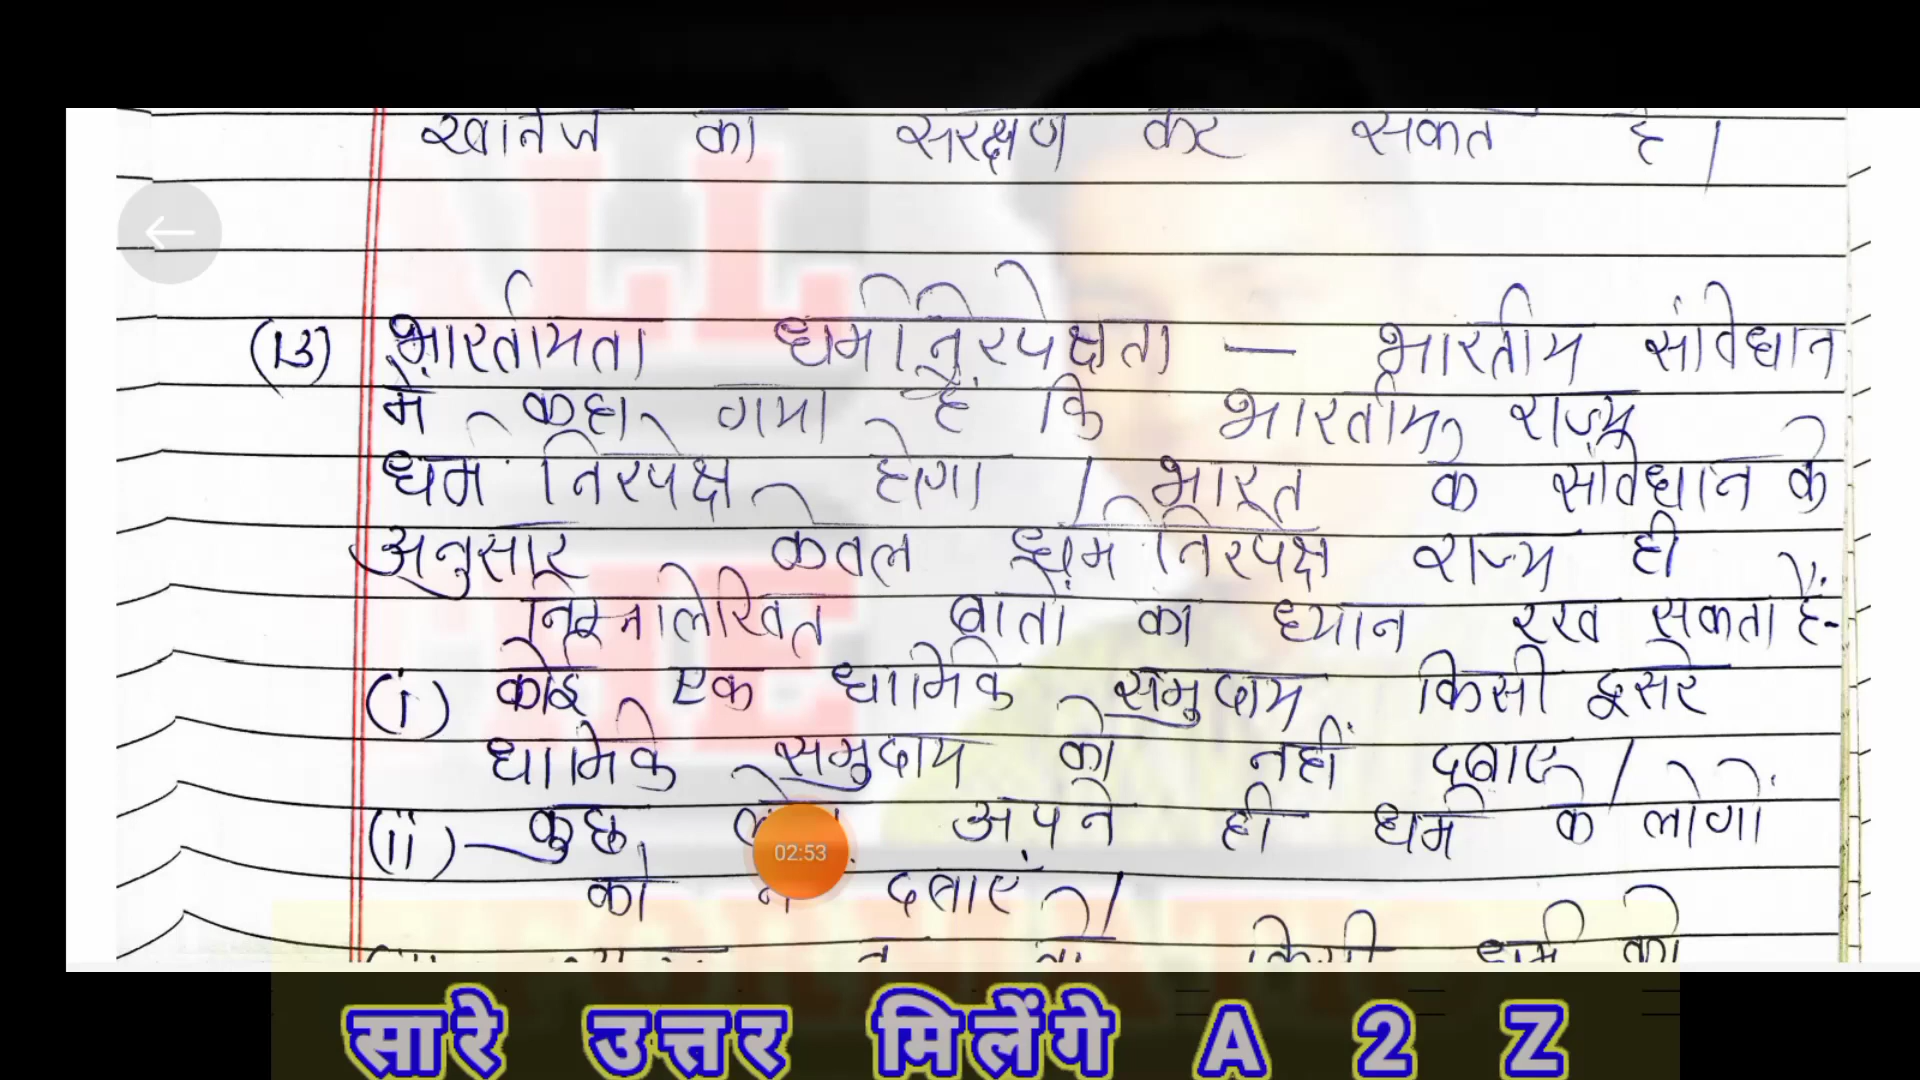 खनिज का संरक्षण कर सकते है।
(13) भारतीयता धर्मनिरपेक्षता — भारतीय संविधान
में कहा गया है कि भारतीय राज्य
धर्म निरपेक्ष होगा। भारत के संविधान के
अनुसार केवल धर्म निरपेक्ष राज्य ही
निम्नलिखित बातों का ध्यान रख सकता है-
(i) कोई एक धार्मिक समुदाय किसी दूसरे
धार्मिक समुदाय को नहीं दबाए।
(ii) कुछ अपने ही धर्म के लोगों
को न दबाएं।
किसी धर्म को
02:53
ALL
सारे उत्तर मिलेंगे A 2 Z